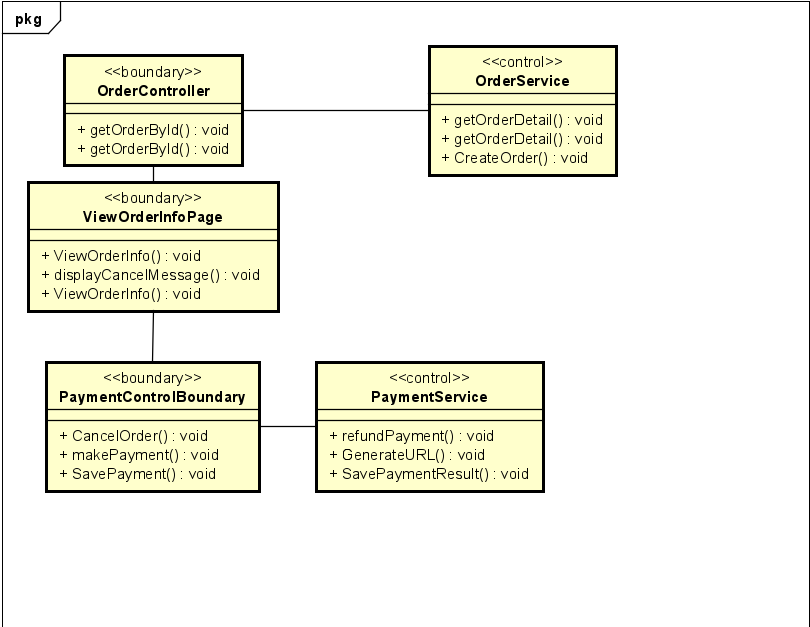 pkg
<<boundary>>
OrderController
+ getOrderById() : void
+ getOrderById() : void
<<control>>
OrderService
+ getOrderDetail() : void
+ getOrderDetail() : void
+ CreateOrder() : void
<<boundary>>
ViewOrderInfoPage
+ ViewOrderInfo() : void
+ displayCancelMessage() : void
+ ViewOrderInfo() : void
<<boundary>>
PaymentControlBoundary
+ CancelOrder() : void
+ makePayment() : void
+ SavePayment() : void
<<control>>
PaymentService
+ refundPayment() : void
+ GenerateURL() : void
+ SavePaymentResult() : void